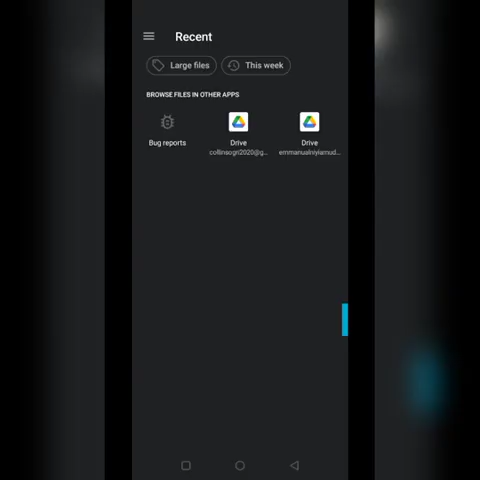 Recent
Large files
This week
BROWSE FILES IN OTHER APPS
Bug reports
Drive
Drive